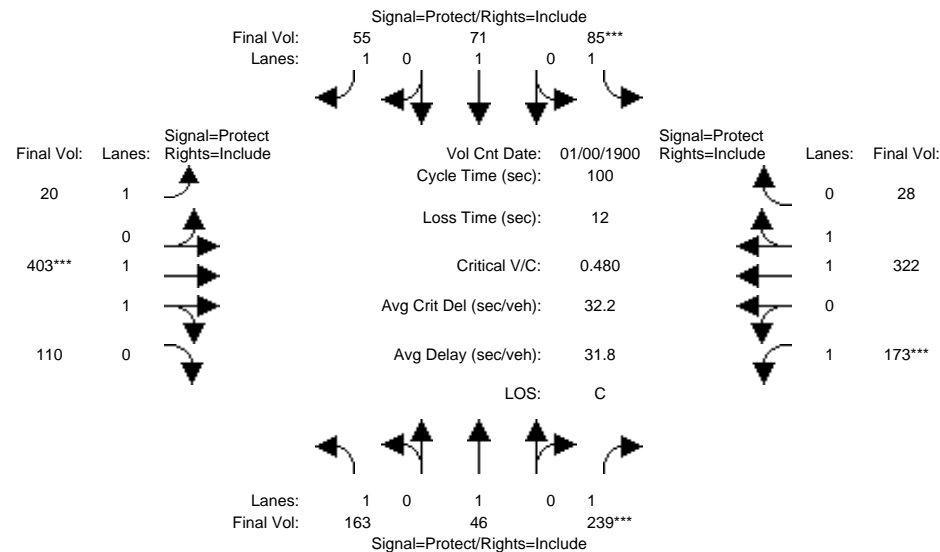 Signal=Protect/Rights=Include
Final Vol: 55 71 85***
Lanes: 1 0 1 0 1
Signal=Protect
Final Vol: Lanes: Rights=Include
Vol Cnt Date: 01/00/1900
Signal=Protect
Rights=Include Lanes: Final Vol:
Cycle Time (sec): 100
20 1
0 28
Loss Time (sec): 12
0
1
403*** 1
Critical V/C: 0.480
1 322
1
Avg Crit Del (sec/veh): 32.2
0
110 0
Avg Delay (sec/veh): 31.8
1 173***
LOS: C
Lanes: 1 0 1 0 1
Final Vol: 163 46 239***
Signal=Protect/Rights=Include